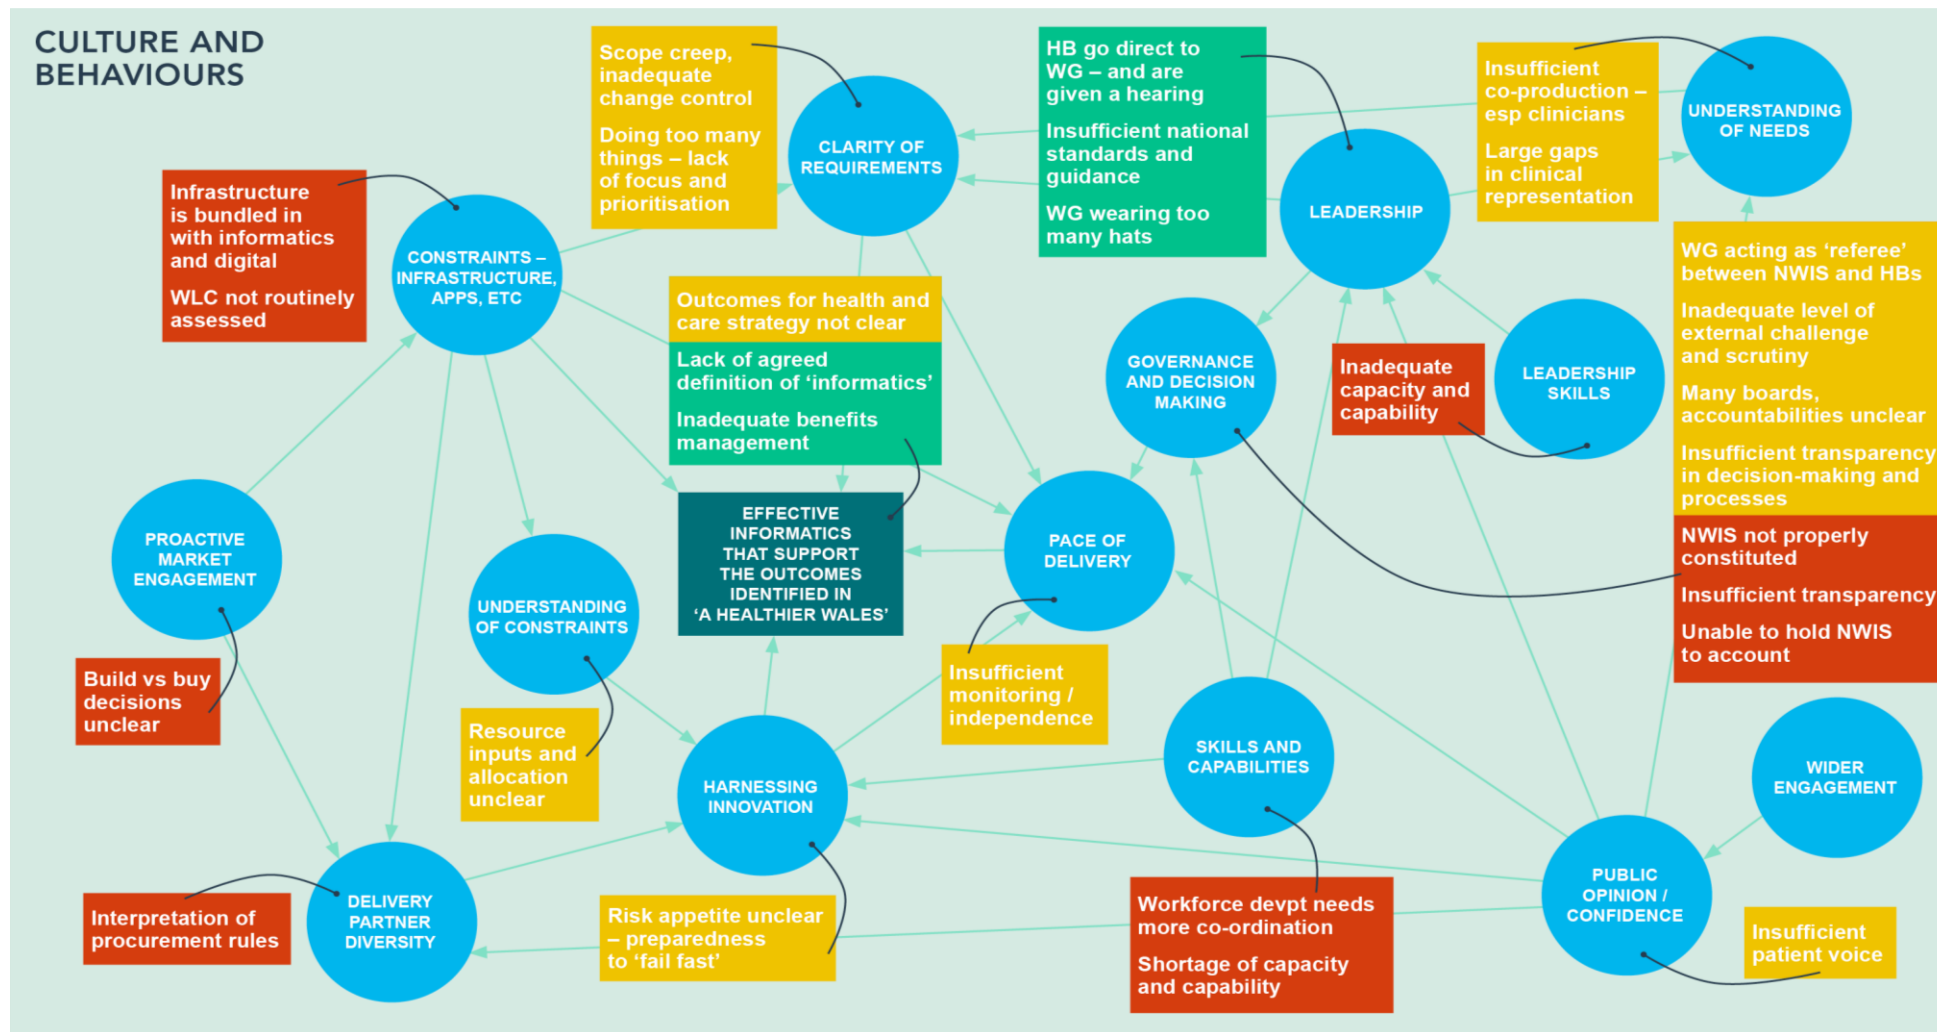 CULTURE AND
BEHAVIOURS
Scope creep,
inadequate
change control
Doing too many
things – lack
of focus and
prioritisation
CLARITY OF
REQUIREMENTS
HB go direct to
WG – and are
given a hearing
Insufficient national
standards and
guidance
WG wearing too
many hats
LEADERSHIP
Insufficient
co-production –
esp clinicians
Large gaps
in clinical
representation
UNDERSTANDING
OF NEEDS
Infrastructure
is bundled in
with informatics
and digital
WLC not routinely
assessed
CONSTRAINTS –
INFRASTRUCTURE,
APPS, ETC
Outcomes for health and
care strategy not clear
Lack of agreed
definition of ‘informatics’
Inadequate benefits
management
GOVERNANCE
AND DECISION
MAKING
Inadequate
capacity and
capability
LEADERSHIP
SKILLS
WG acting as ‘referee’
between NWIS and HBs
Inadequate level of
external challenge
and scrutiny
Many boards,
accountabilities unclear
Insufficient transparency
in decision-making and
processes
NWIS not properly
constituted
Insufficient transparency
Unable to hold NWIS
to account
PROACTIVE
MARKET
ENGAGEMENT
UNDERSTANDING
OF CONSTRAINTS
EFFECTIVE
INFORMATICS
THAT SUPPORT
THE OUTCOMES
IDENTIFIED IN
‘A HEALTHIER WALES’
PACE OF
DELIVERY
Build vs buy
decisions
unclear
Resource
inputs and
allocation
unclear
HARNESSING
INNOVATION
Insufficient
monitoring /
independence
SKILLS AND
CAPABILITIES
WIDER
ENGAGEMENT
Interpretation of
procurement rules
DELIVERY
PARTNER
DIVERSITY
Risk appetite unclear
– preparedness
to ‘fail fast’
Workforce devpt needs
more co-ordination
Shortage of capacity
and capability
PUBLIC
OPINION /
CONFIDENCE
Insufficient
patient voice